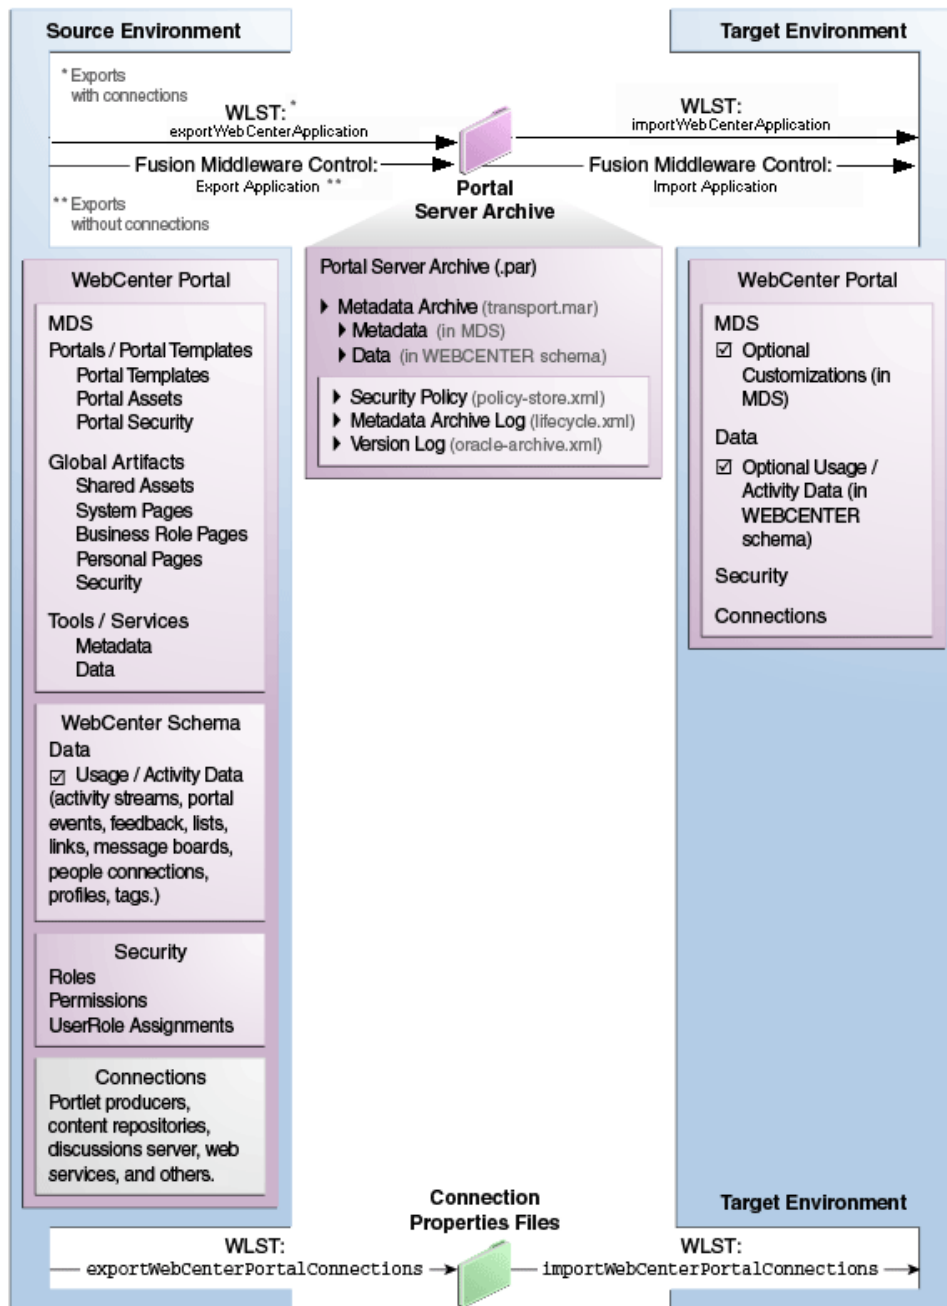 Source Environment
Target Environment
* Exports
with connections
WLST: *
exportWebCenterApplication
WLST:
importWebCenterApplication
Fusion Middleware Control:
Export Application **
Fusion Middleware Control:
Import Application
** Exports
without connections
Portal
Server Archive
WebCenter Portal
MDS
Portals / Portal Templates
Portal Templates
Portal Assets
Portal Security
Global Artifacts
Shared Assets
System Pages
Business Role Pages
Personal Pages
Security
Tools / Services
Metadata
Data
WebCenter Schema
Data
☑ Usage / Activity Data
(activity streams, portal
events, feedback, lists,
links, message boards,
people connections,
profiles, tags.)
Security
Roles
Permissions
UserRole Assignments
Connections
Portlet producers,
content repositories,
discussions server, web
services, and others.
Portal Server Archive (.par)
Metadata Archive (transport.mar)
Metadata (in MDS)
Data (in WEBCENTER schema)
Security Policy (policy-store.xml)
Metadata Archive Log (lifecycle.xml)
Version Log (oracle-archive.xml)
WebCenter Portal
MDS
☑ Optional
Customizations (in
MDS)
Data
☑ Optional Usage /
Activity Data (in
WEBCENTER
schema)
Security
Connections
Connection
Properties Files
Target Environment
WLST:
exportWebCenterPortalConnections
WLST:
importWebCenterPortalConnections